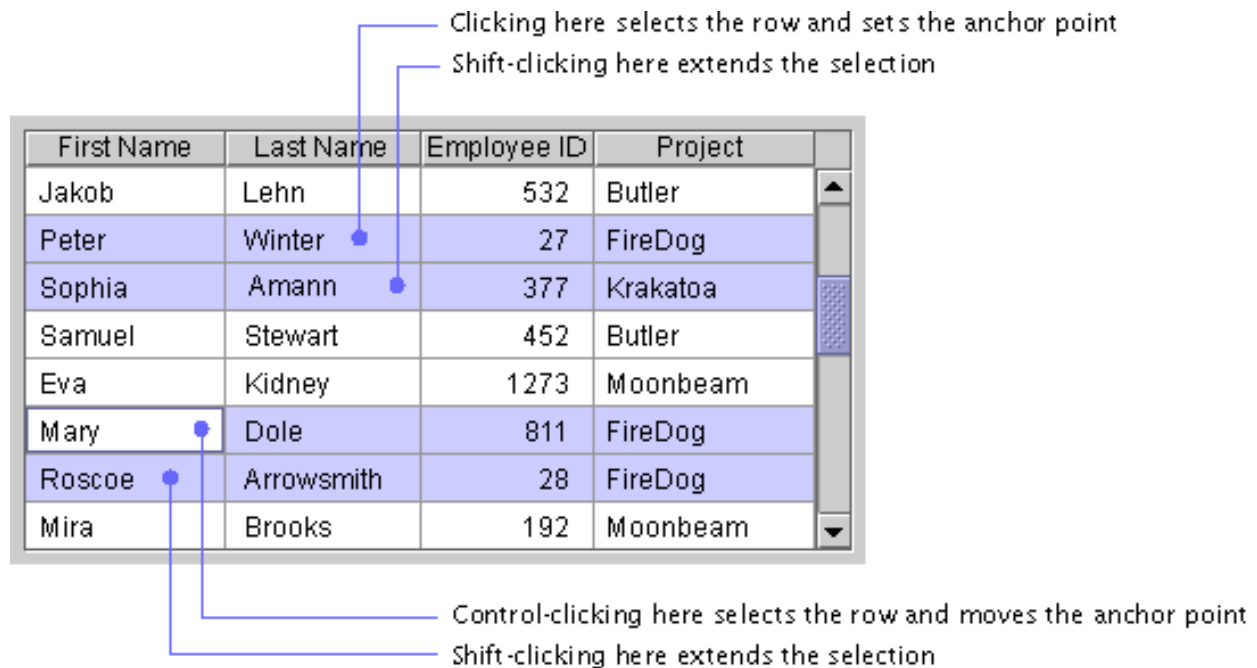 Clicking here selects the row and sets the anchor point
Shift-clicking here extends the selection
First Name Last Name Employee ID Project
Jakob Lehn 532 Butler
Peter Winter 27 FireDog
Sophia Amann 377 Krakatoa
Samuel Stewart 452 Butler
Eva Kidney 1273 Moonbeam
Mary Dole 811 FireDog
Roscoe Arrowsmith 28 FireDog
Mira Brooks 192 Moonbeam
Control-clicking here selects the row and moves the anchor point
Shift-clicking here extends the selection